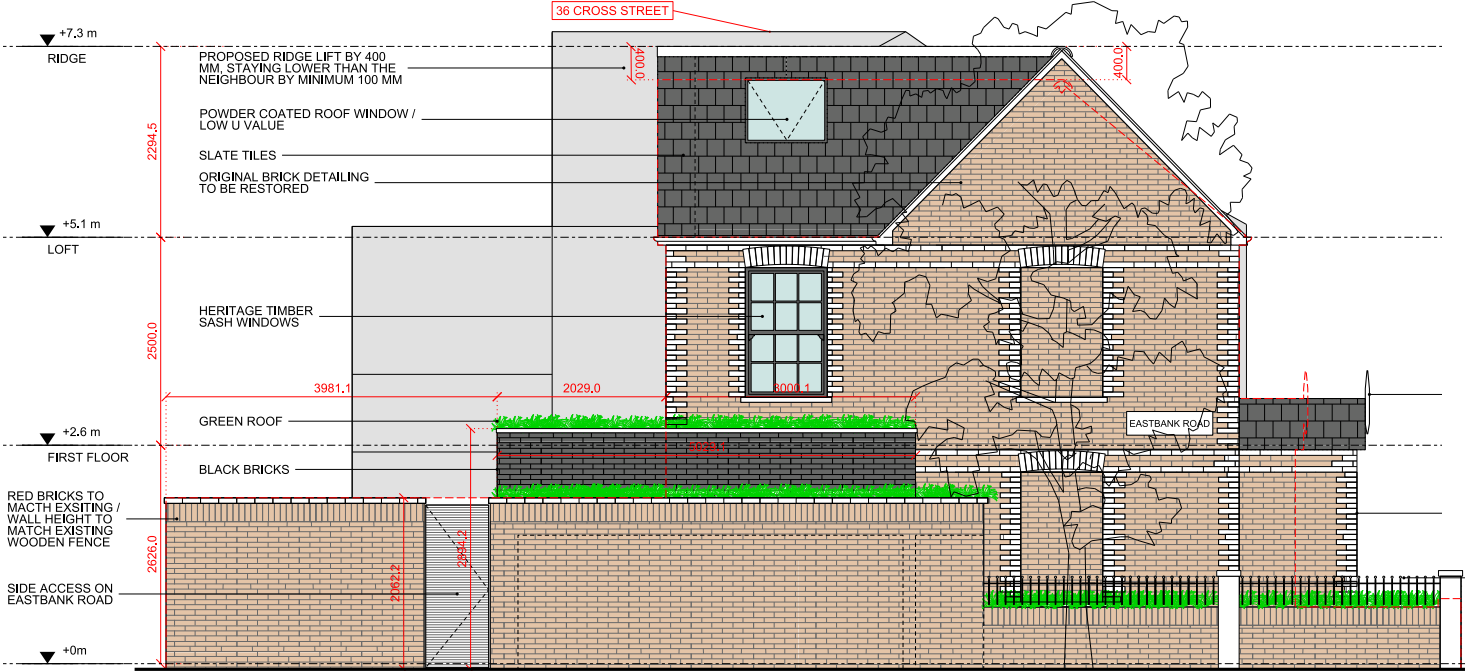 36 CROSS STREET
+7.3 m
RIDGE
PROPOSED RIDGE LIFT BY 400
MM, STAYING LOWER THAN THE
NEIGHBOUR BY MINIMUM 100 MM
400.0
400.0
POWDER COATED ROOF WINDOW /
LOW U VALUE
2294.5
SLATE TILES
ORIGINAL BRICK DETAILING
TO BE RESTORED
+5.1 m
LOFT
HERITAGE TIMBER
SASH WINDOWS
2500.0
3981.1
2029.0
3000.1
GREEN ROOF
EASTBANK ROAD
+2.6 m
FIRST FLOOR
BLACK BRICKS
RED BRICKS TO
MACTH EXSITING /
WALL HEIGHT TO
MATCH EXISTING
WOODEN FENCE
2626.0
2062.2
SIDE ACCESS ON
EASTBANK ROAD
+0m